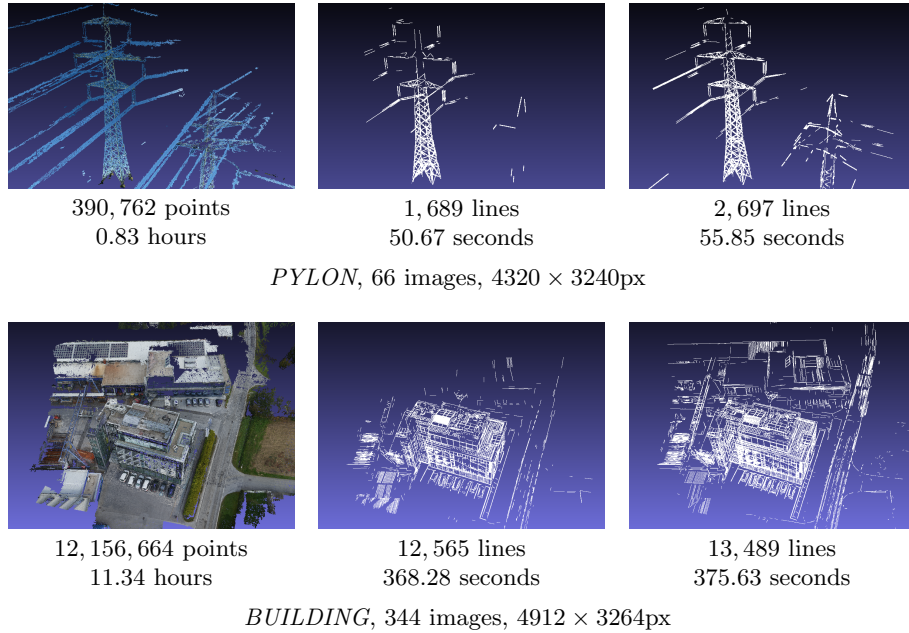 390, 762 points
0.83 hours
1, 689 lines
50.67 seconds
2, 697 lines
55.85 seconds
PYLON, 66 images, 4320 × 3240px
12, 156, 664 points
11.34 hours
12, 565 lines
368.28 seconds
13, 489 lines
375.63 seconds
BUILDING, 344 images, 4912 × 3264px